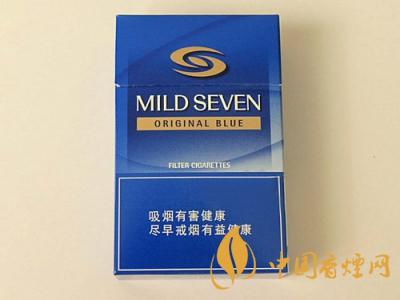 MILD SEVEN
ORIGINAL BLUE
FILTER CIGARETTES
吸烟有害健康
尽早戒烟有益健康
中国香烟网